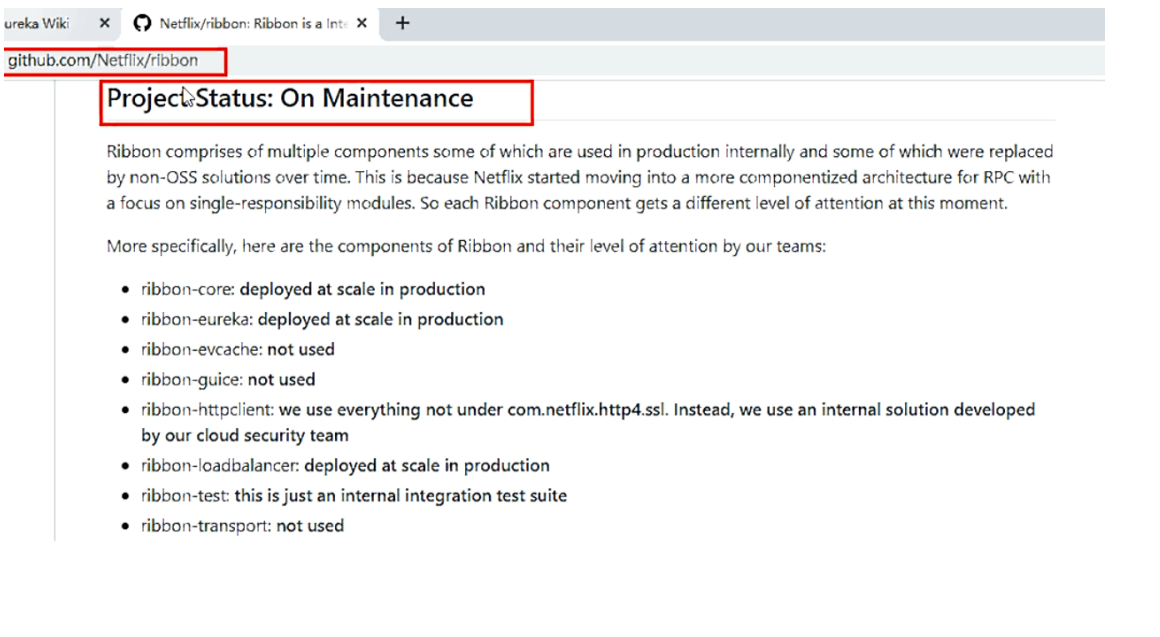 ureka Wiki
Netflix/ribbon: Ribbon is a Inte
github.com/Netflix/ribbon
Project Status: On Maintenance
Ribbon comprises of multiple components some of which are used in production internally and some of which were replaced
by non-OSS solutions over time. This is because Netflix started moving into a more componentized architecture for RPC with
a focus on single-responsibility modules. So each Ribbon component gets a different level of attention at this moment.
More specifically, here are the components of Ribbon and their level of attention by our teams:
• ribbon-core: deployed at scale in production
• ribbon-eureka: deployed at scale in production
• ribbon-evcache: not used
• ribbon-guice: not used
• ribbon-httpclient: we use everything not under com.netflix.http4.ssl. Instead, we use an internal solution developed
by our cloud security team
• ribbon-loadbalancer: deployed at scale in production
• ribbon-test: this is just an internal integration test suite
• ribbon-transport: not used